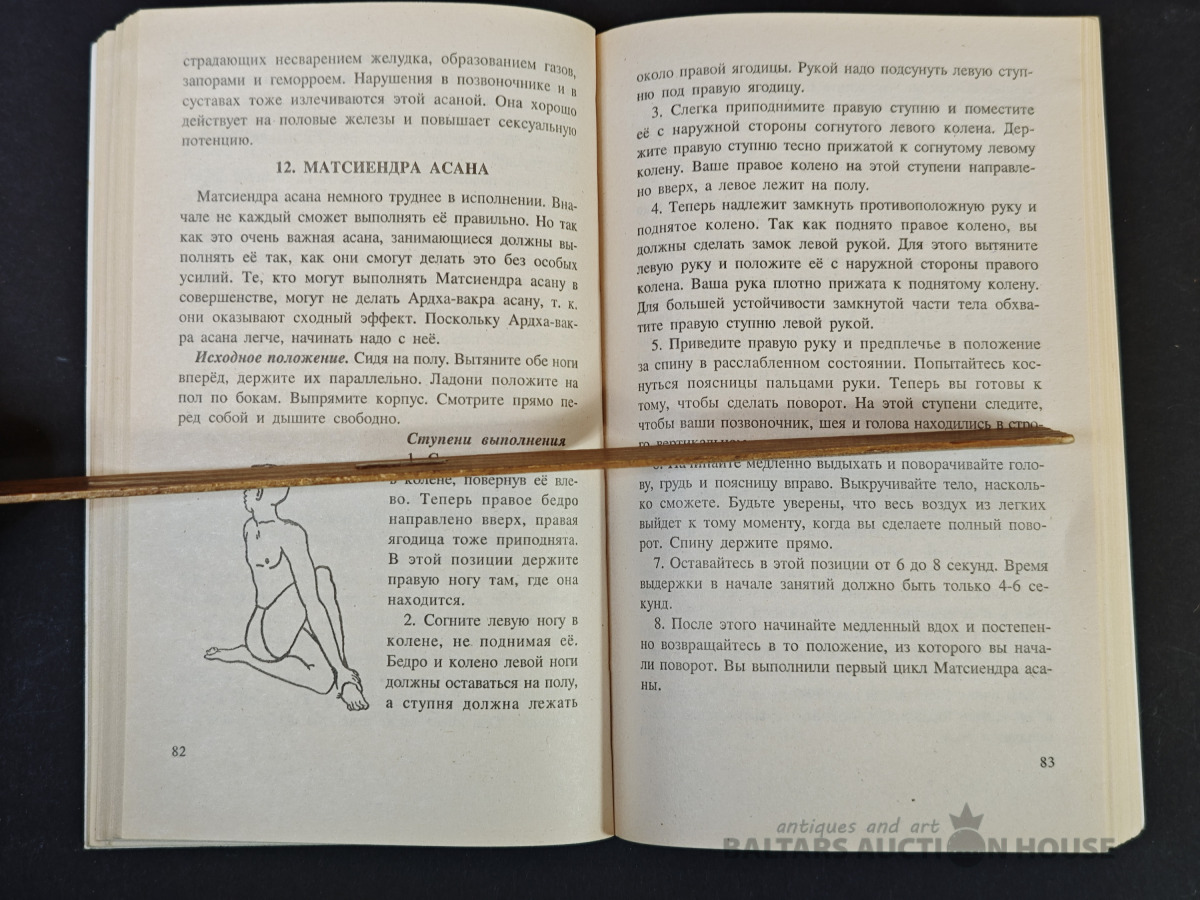 страдающих несварением желудка, образованием газов,
запорами и геморроем. Нарушения в позвоночнике и в
суставах тоже излечиваются этой асаной. Она хорошо
действует на половые железы и повышает сексуальную
потенцию.
12. МАТСИЕНДРА АСАНА
Матсиендра асана немного труднее в исполнении. Вна-
чале не каждый сможет выполнять её правильно. Но так
как это очень важная асана, занимающиеся должны вы-
полнять её так, как они смогут делать это без особых
усилий. Те, кто могут выполнять Матсиендра асану в
совершенстве, могут не делать Ардха-вакра асану, т. к.
они оказывают сходный эффект. Поскольку Ардха-вак-
ра асана легче, начинать надо с неё.
Исходное положение. Сидя на полу. Вытяните обе ноги
вперёд, держите их параллельно. Ладони положите на
пол по бокам. Выпрямите корпус. Смотрите прямо пе-
ред собой и дышите свободно.
Ступени выполнения
1.
в колене, повернув её вле-
во. Теперь правое бедро
направлено вверх, правая
ягодица тоже приподнята.
В этой позиции держите
правую ногу там, где она
находится.
2. Согните левую ногу в
колене, не поднимая её.
Бедро и колено левой ноги
должны оставаться на полу,
а ступня должна лежать
82
около правой ягодицы. Рукой надо подсунуть левую ступ-
ню под правую ягодицу.
3. Слегка приподнимите правую ступню и поместите
её с наружной стороны согнутого левого колена. Дер-
жите правую ступню тесно прижатой к согнутому левому
колену. Ваше правое колено на этой ступени направле-
но вверх, а левое лежит на полу.
4. Теперь надлежит замкнуть противоположную руку и
поднятое колено. Так как поднято правое колено, вы
должны сделать замок левой рукой. Для этого вытяните
левую руку и положите её с наружной стороны правого
колена. Ваша рука плотно прижата к поднятому колену.
Для большей устойчивости замкнутой части тела обхва-
тите правую ступню левой рукой.
5. Приведите правую руку и предплечье в положение
за спину в расслабленном состоянии. Попытайтесь кос-
нуться поясницы пальцами руки. Теперь вы готовы к
тому, чтобы сделать поворот. На этой ступени следите,
чтобы ваши позвоночник, шея и голова находились в стро-
го вертикальном
6. Начинайте медленно выдыхать и поворачивайте голо-
ву, грудь и поясницу вправо. Выкручивайте тело, насколь-
ко сможете. Будьте уверены, что весь воздух из легких
выйдет к тому моменту, когда вы сделаете полный пово-
рот. Спину держите прямо.
7. Оставайтесь в этой позиции от 6 до 8 секунд. Время
выдержки в начале занятий должно быть только 4-6 се-
кунд.
8. После этого начинайте медленный вдох и постепен-
но возвращайтесь в то положение, из которого вы нача-
ли поворот. Вы выполнили первый цикл Матсиендра аса-
ны.
83
antiques and art
BALTARS AUCTION HOUSE